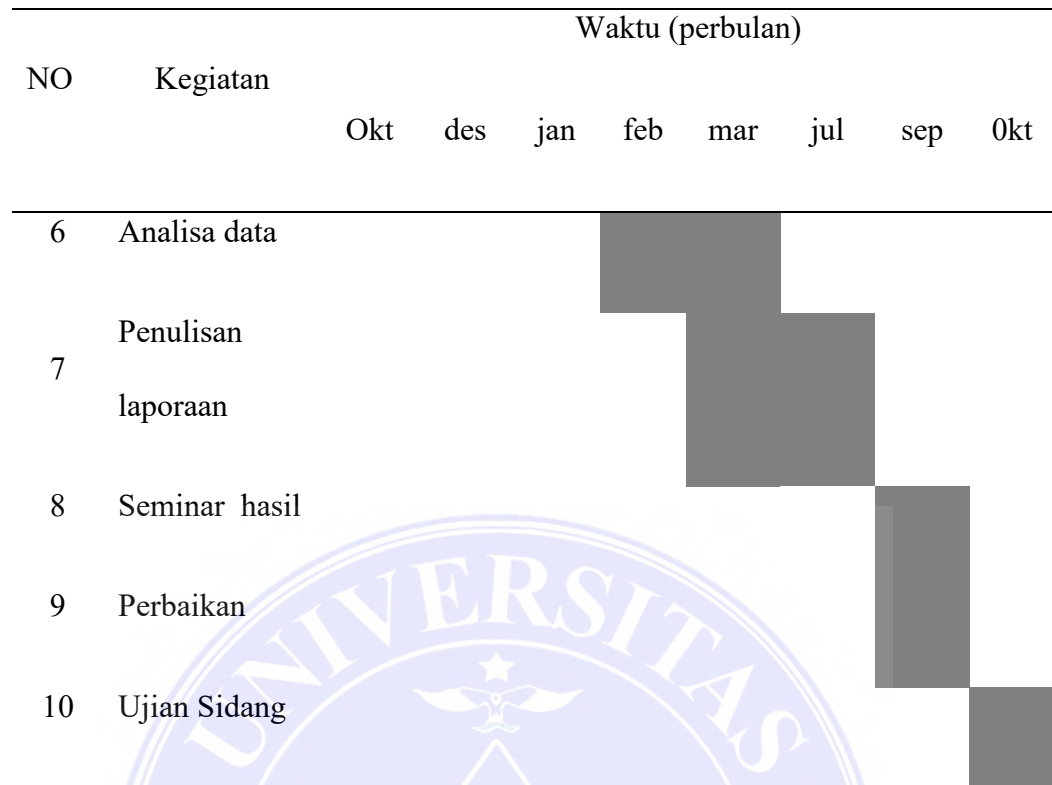 Waktu (perbulan)
NO Kegiatan
Okt des jan feb mar jul sep 0kt
6 Analisa data
7 Penulisan
laporaan
8 Seminar hasil
9 Perbaikan
10 Ujian Sidang
UNIVERSITAS